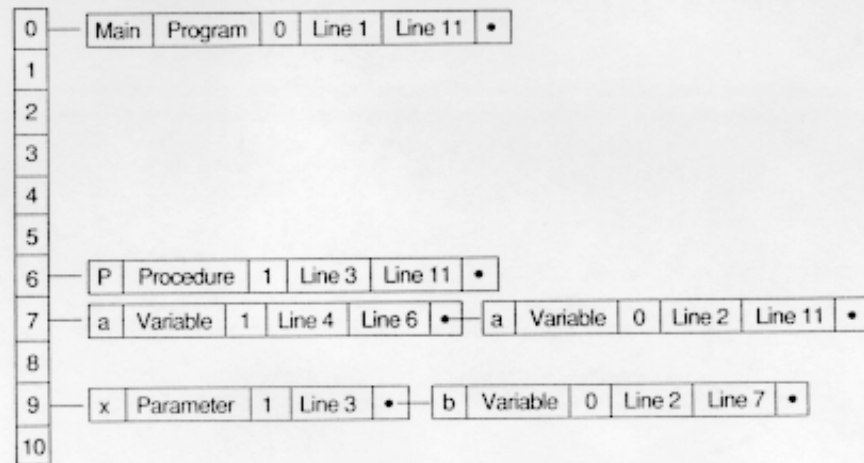 0 Main Program 0 Line 1 Line 11 •
1
2
3
4
5
6 P Procedure 1 Line 3 Line 11 •
7 a Variable 1 Line 4 Line 6 • a Variable 0 Line 2 Line 11 •
8
9 x Parameter 1 Line 3 • b Variable 0 Line 2 Line 7 •
10